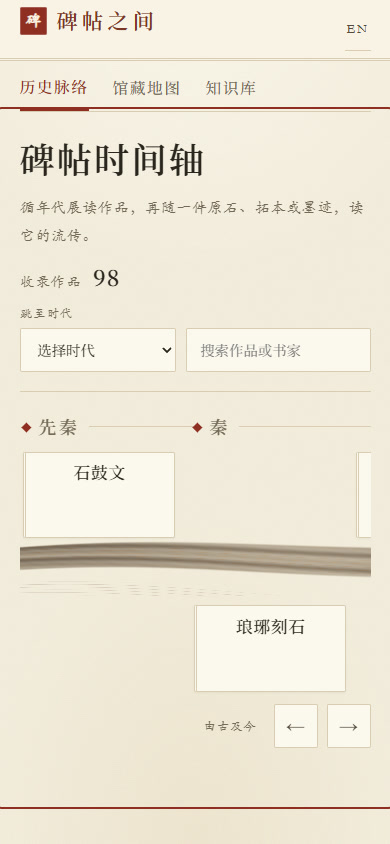 碑 碑帖之间
EN
历史脉络 馆藏地图 知识库
碑帖时间轴
循年代展读作品，再随一件原石、拓本或墨迹，读
它的流传。
收录作品 98
跳至时代
选择时代 搜索作品或书家
先秦 秦
石鼓文
琅琊刻石
由古及今 ← →